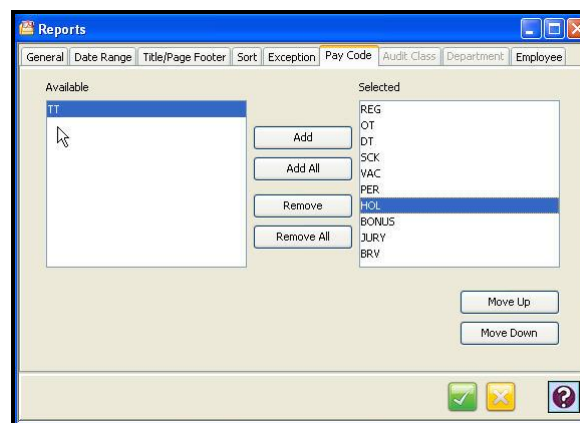 Reports
General Date Range Title/Page Footer Sort Exception Pay Code Audit Class Department Employee
Available
Selected
TT
REG
OT
DT
SCK
VAC
PER
HOL
BONUS
JURY
BRV
Add
Add All
Remove
Remove All
Move Up
Move Down
?